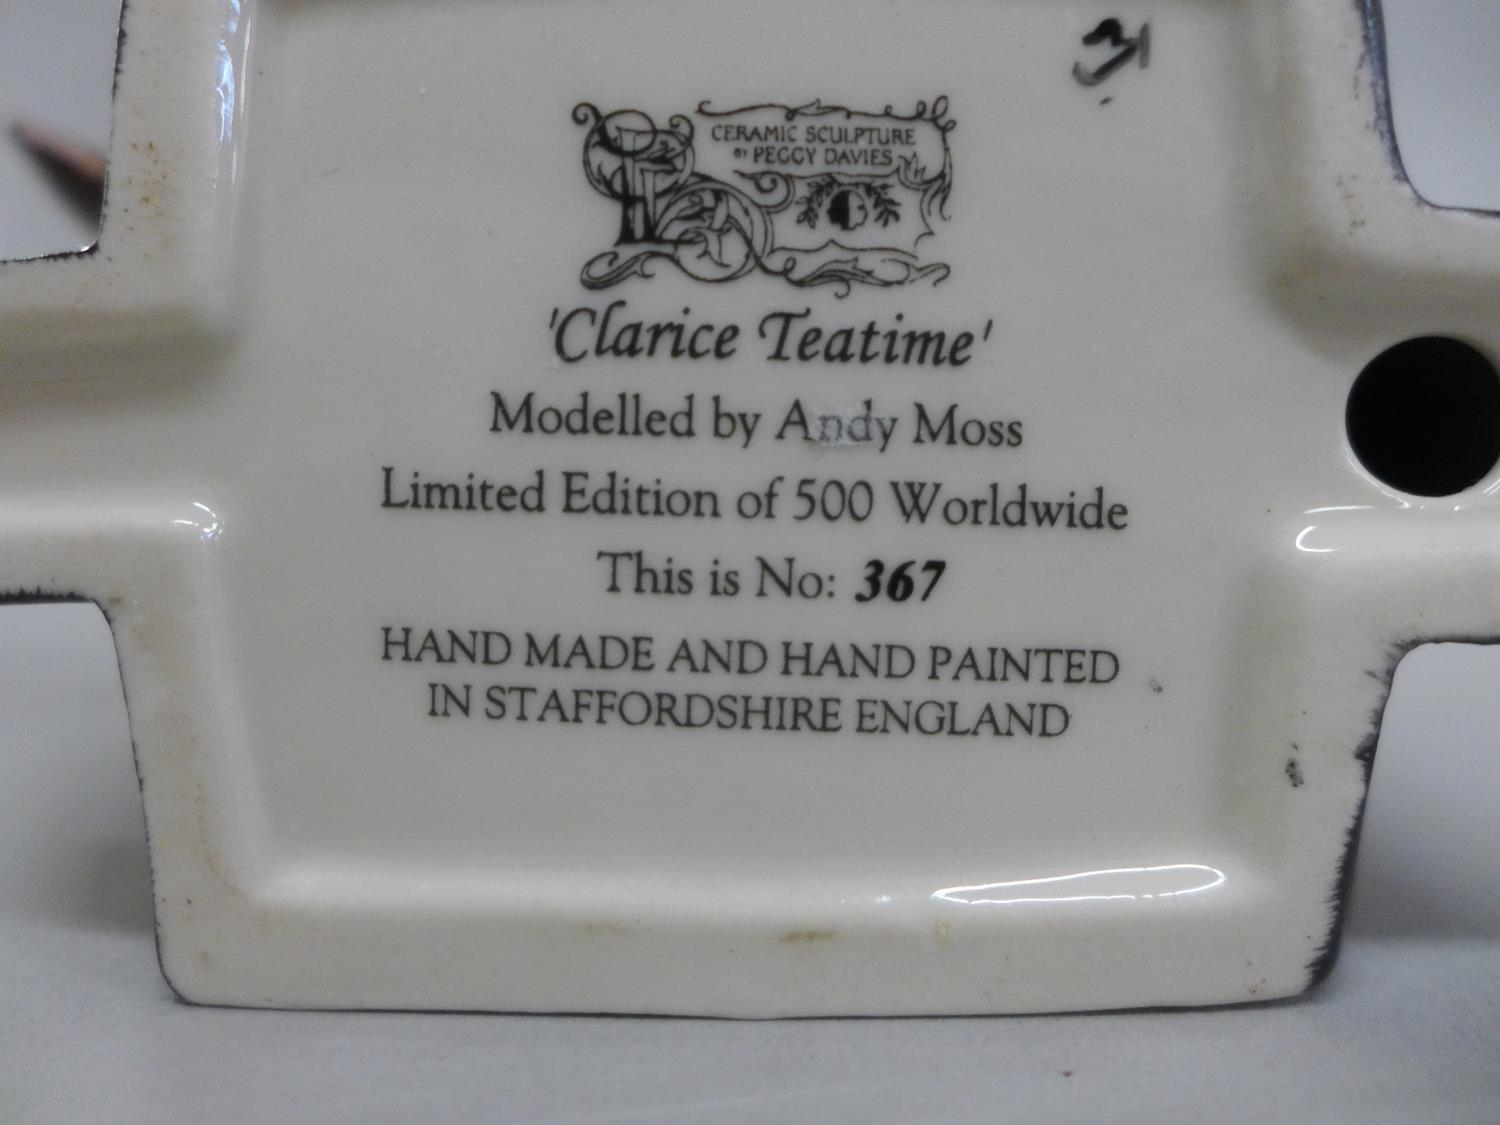 CERAMIC SCULPTURE
BY PEGGY DAVIES
'Clarice Teatime'
Modelled by Andy Moss
Limited Edition of 500 Worldwide
This is No: 367
HAND MADE AND HAND PAINTED
IN STAFFORDSHIRE ENGLAND